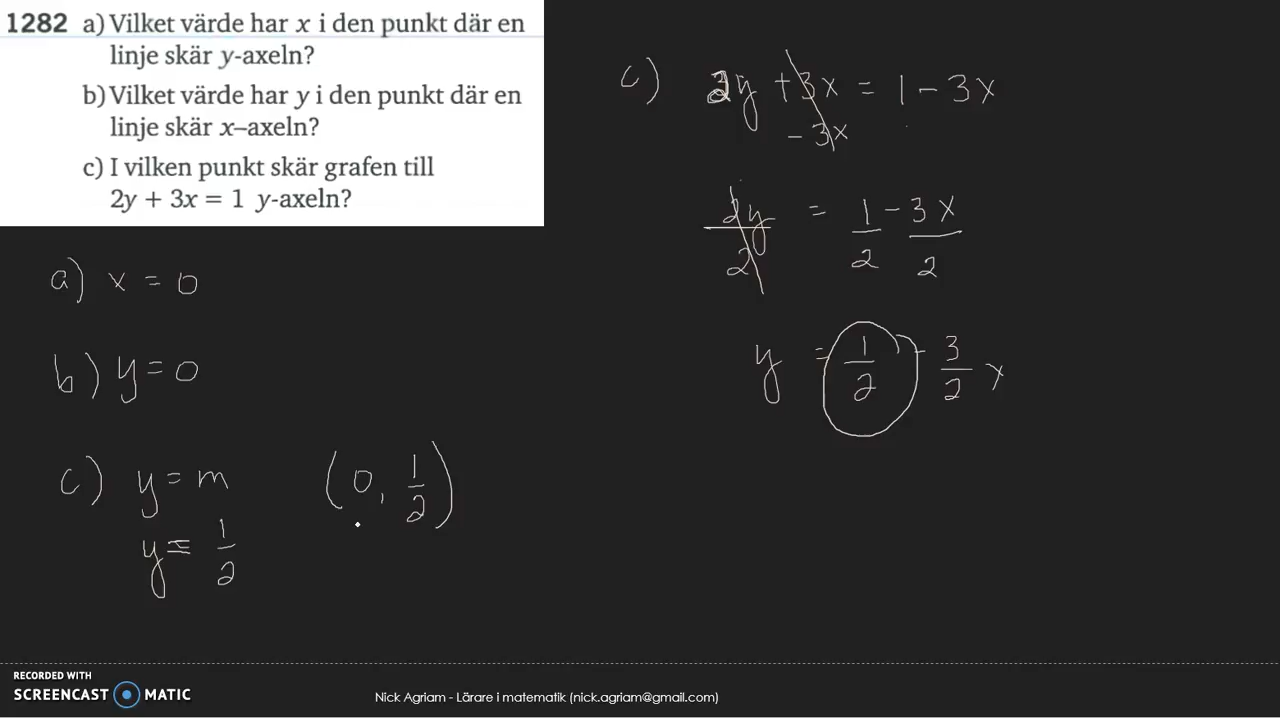 1282 a) Vilket värde har x i den punkt där en
linje skär y-axeln?
b) Vilket värde har y i den punkt där en
linje skär x–axeln?
c) I vilken punkt skär grafen till
2y + 3x = 1 y-axeln?
a) x = 0
b) y = 0
c) y = m (0, 1/2)
y = 1/2
c) 2y + 3x = 1 - 3x
- 3x
2y/2 = 1/2 - 3x/2
y = 1/2 - 3/2 x
RECORDED WITH
SCREENCAST MATIC
Nick Agriam - Lärare i matematik (nick.agriam@gmail.com)